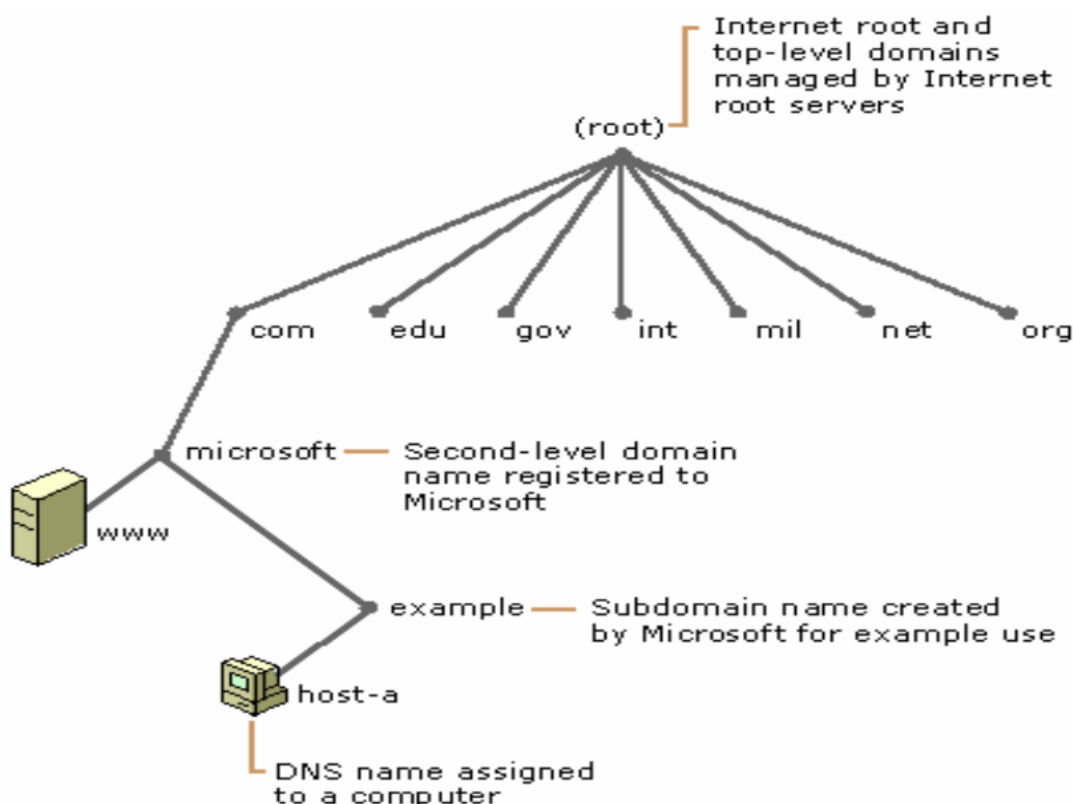 Internet root and
top-level domains
managed by Internet
root servers
(root)
com edu gov int mil net org
microsoft
Second-level domain
name registered to
Microsoft
www
example
Subdomain name created
by Microsoft for example use
host-a
DNS name assigned
to a computer